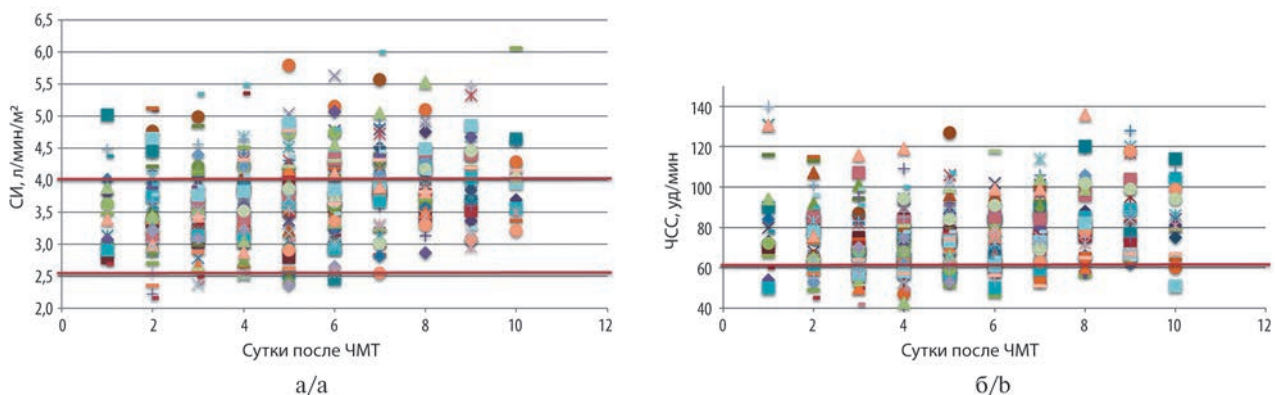 6,5
6,0
5,5
5,0
4,5
4,0
3,5
3,0
2,5
2,0
СИ, л/мин/м²
0 2 4 6 8 10 12
Сутки после ЧМТ
а/a
140
120
100
80
60
40
ЧСС, уд/мин
0 2 4 6 8 10 12
Сутки после ЧМТ
б/b